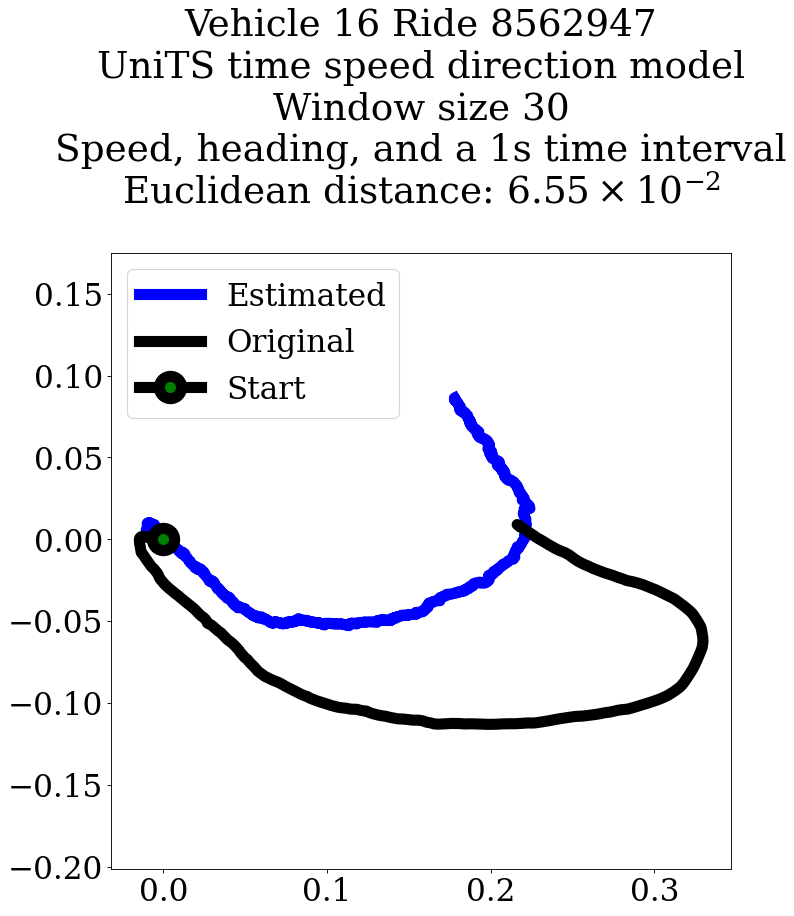 Vehicle 16 Ride 8562947
UniTS time speed direction model
Window size 30
Speed, heading, and a 1s time interval
Euclidean distance: 6.55 × 10⁻²
Estimated
Original
Start
0.15
0.10
0.05
0.00
−0.05
−0.10
−0.15
−0.20
0.0 0.1 0.2 0.3